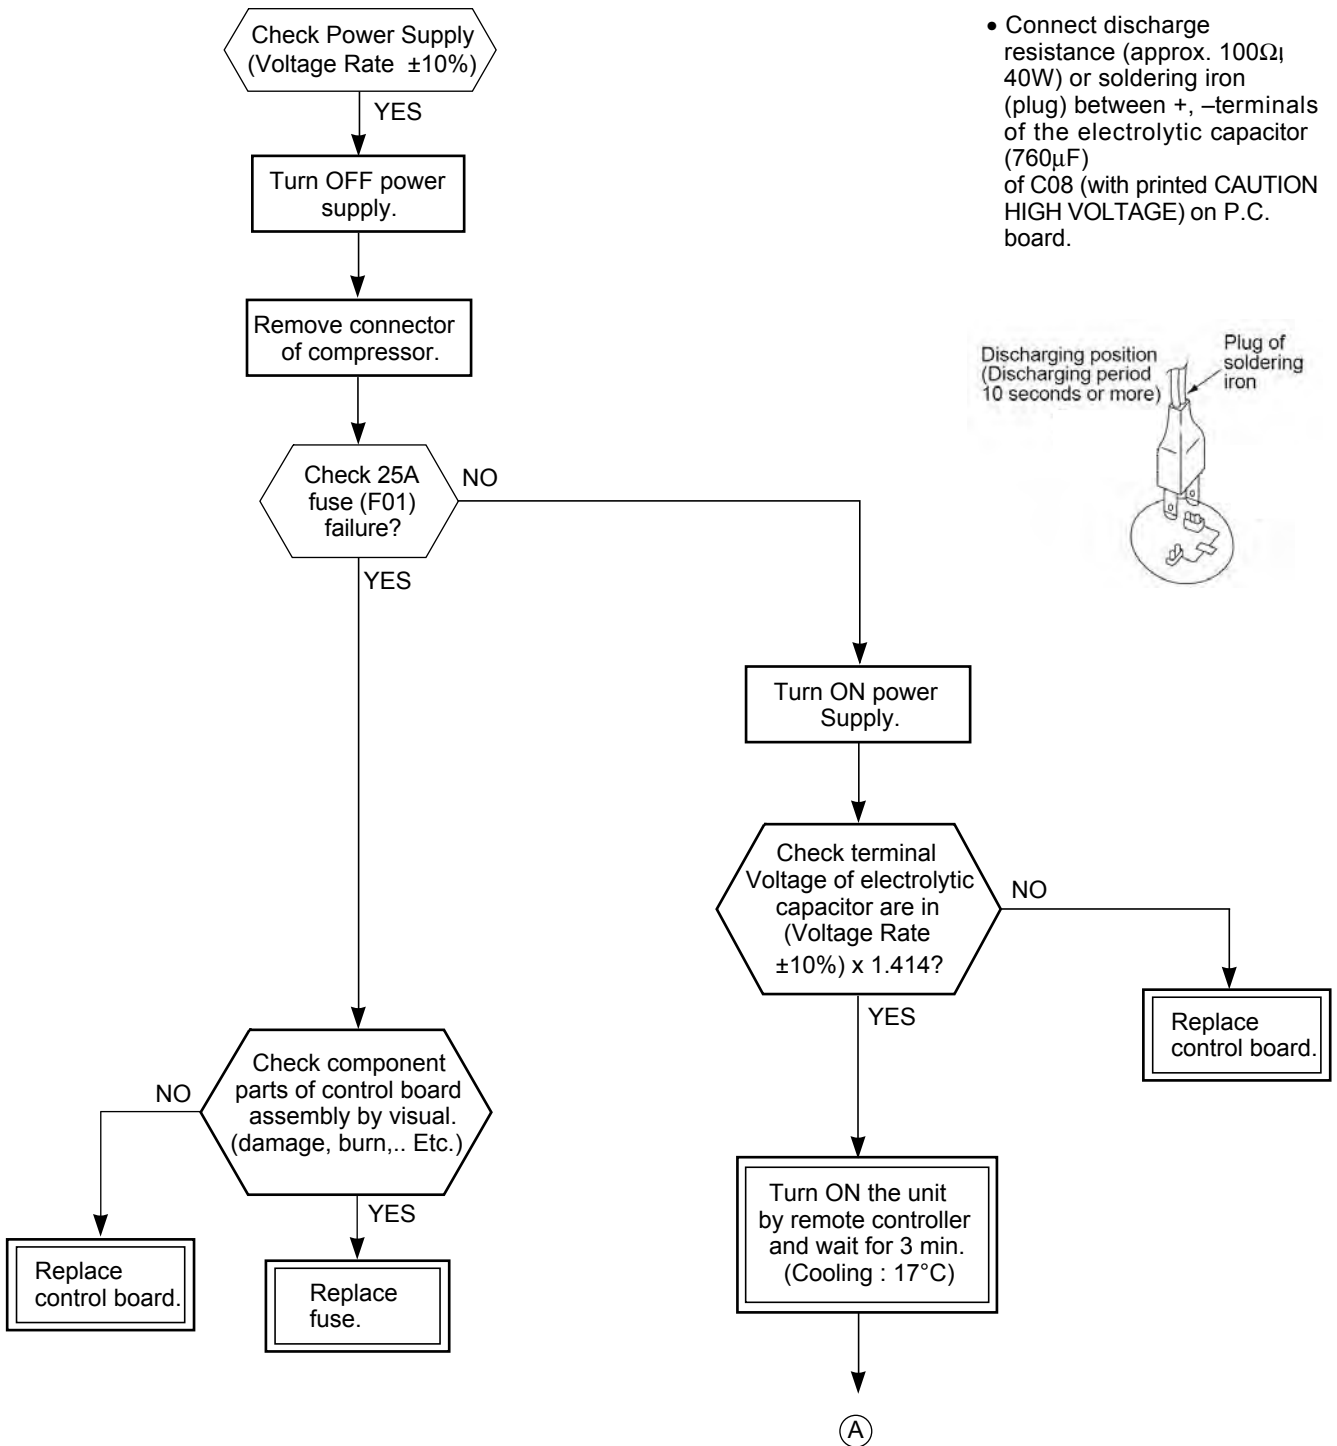 Check Power Supply
(Voltage Rate ±10%)
YES
Turn OFF power
supply.
Remove connector
of compressor.
Check 25A
fuse (F01)
failure?
NO
YES
Turn ON power
Supply.
Check terminal
Voltage of electrolytic
capacitor are in
(Voltage Rate
±10%) x 1.414?
NO
YES
Replace
control board.
Check component
parts of control board
assembly by visual.
(damage, burn,.. Etc.)
NO
YES
Replace
control board.
Replace
fuse.
Turn ON the unit
by remote controller
and wait for 3 min.
(Cooling : 17°C)
A
• Connect discharge
resistance (approx. 100Ω,
40W) or soldering iron
(plug) between +, –terminals
of the electrolytic capacitor
(760μF)
of C08 (with printed CAUTION
HIGH VOLTAGE) on P.C.
board.
Discharging position
(Discharging period
10 seconds or more)
Plug of
soldering
iron